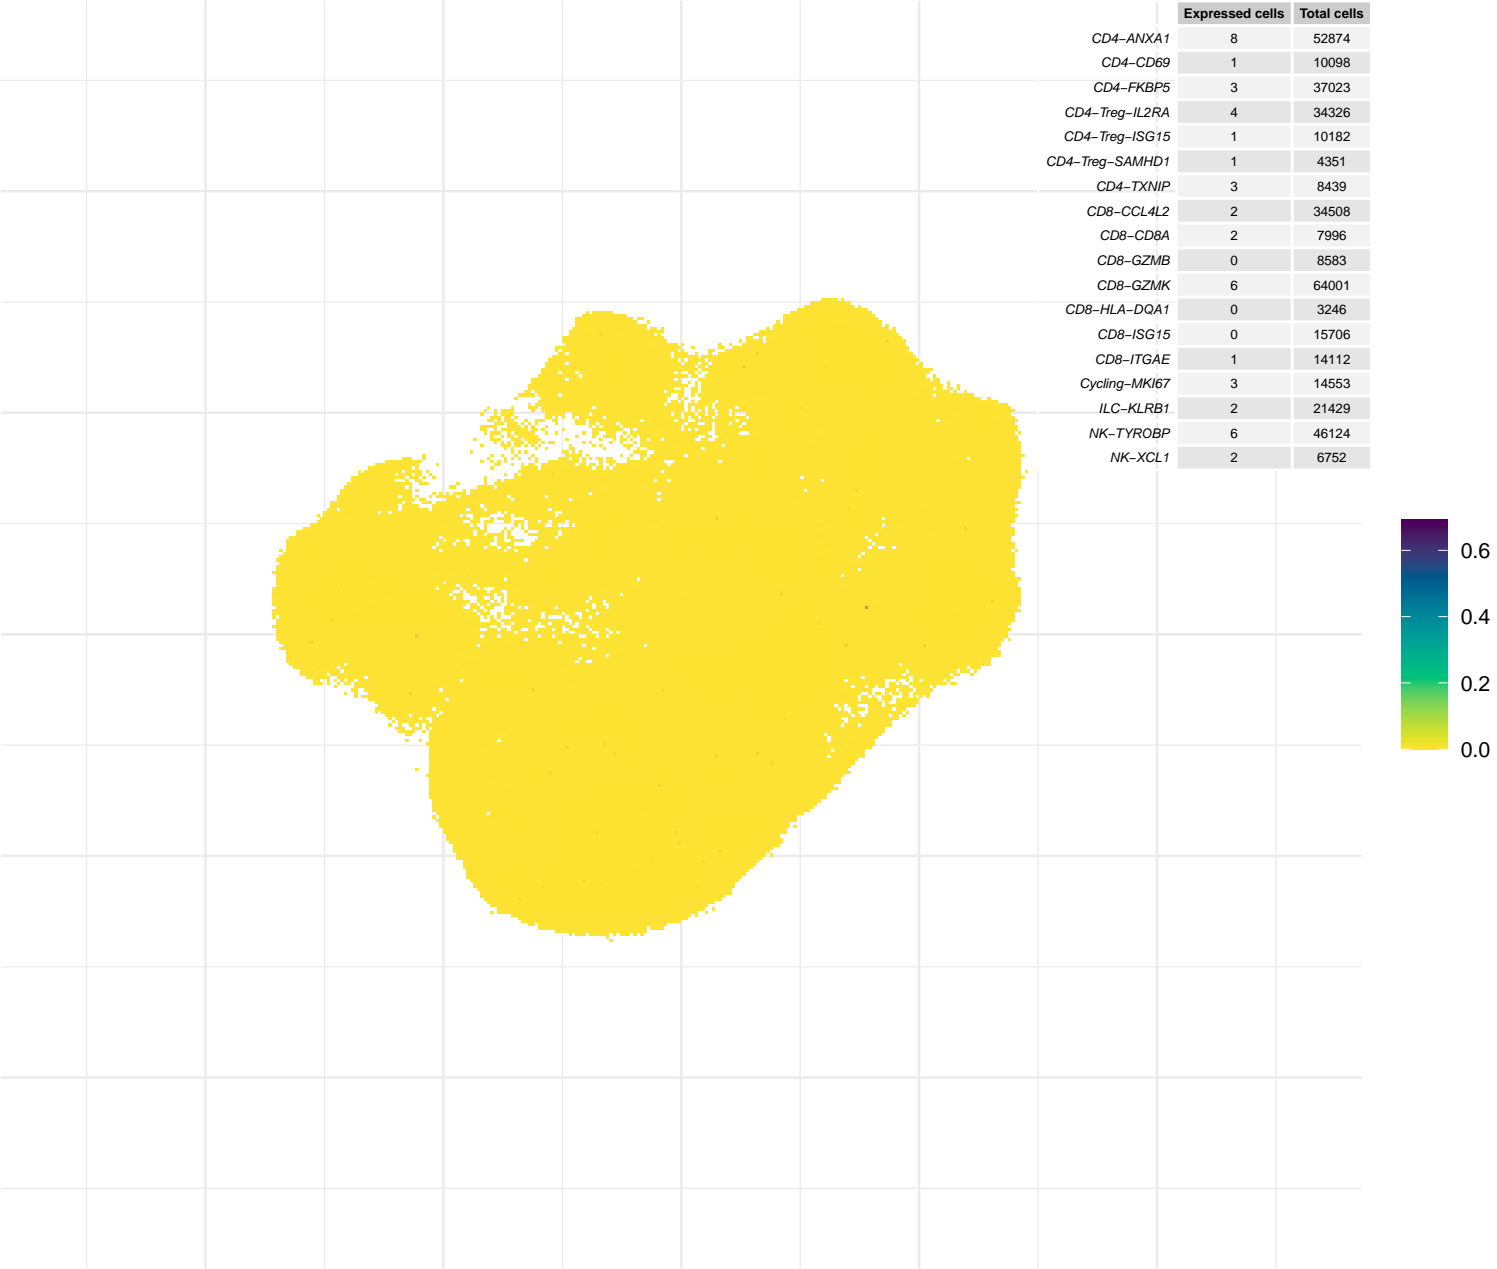 Expressed cells Total cells
CD4−ANXA1 8 52874
CD4−CD69 1 10098
CD4−FKBP5 3 37023
CD4−Treg−IL2RA 4 34326
CD4−Treg−ISG15 1 10182
CD4−Treg−SAMHD1 1 4351
CD4−TXNIP 3 8439
CD8−CCL4L2 2 34508
CD8−CD8A 2 7996
CD8−GZMB 0 8583
CD8−GZMK 6 64001
CD8−HLA−DQA1 0 3246
CD8−ISG15 0 15706
CD8−ITGAE 1 14112
Cycling−MKI67 3 14553
ILC−KLRB1 2 21429
NK−TYROBP 6 46124
NK−XCL1 2 6752
0.6
0.4
0.2
0.0